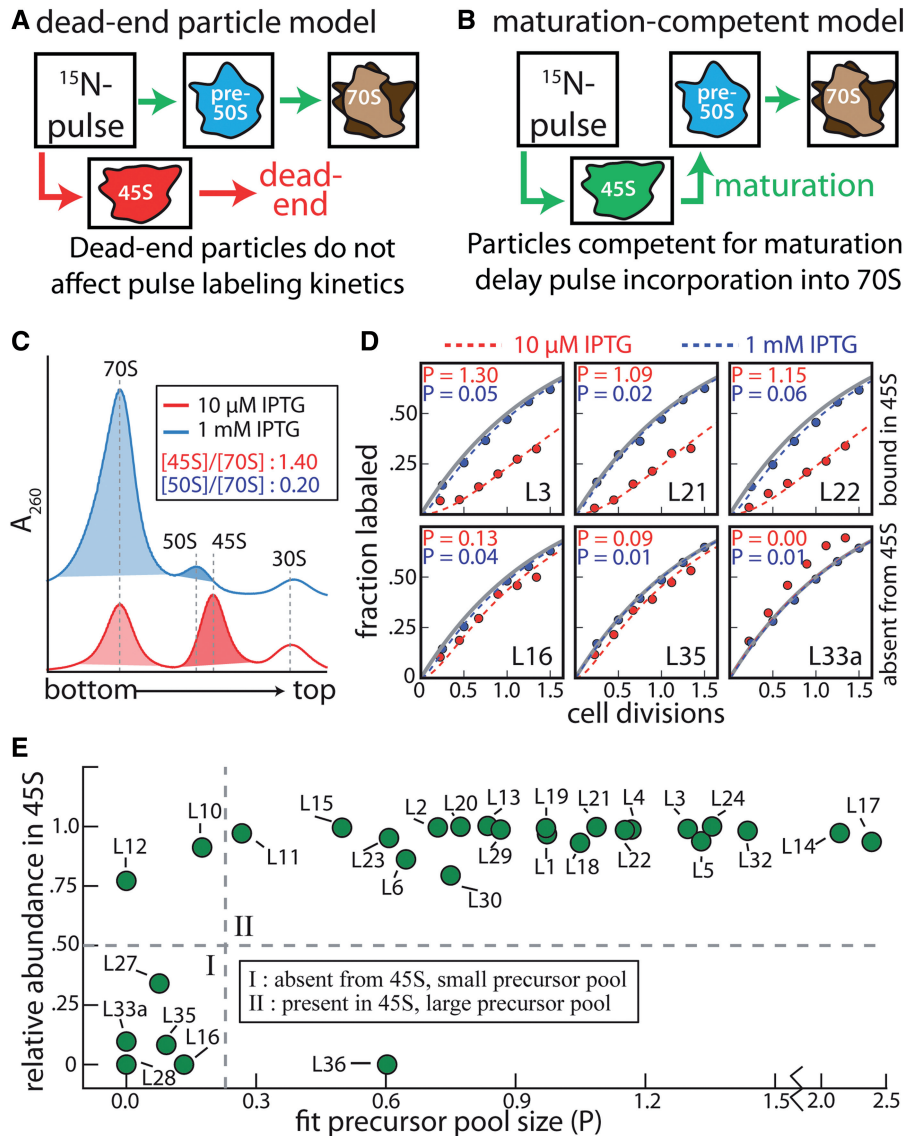 A dead-end particle model
15N-
pulse
pre-
50S
70S
45S
dead-
end
Dead-end particles do not
affect pulse labeling kinetics
B maturation-competent model
15N-
pulse
pre-
50S
70S
45S
maturation
Particles competent for maturation
delay pulse incorporation into 70S
C
70S
10 µM IPTG
1 mM IPTG
[45S]/[70S] : 1.40
[50S]/[70S] : 0.20
50S 45S
30S
A260
bottom top
D
10 µM IPTG 1 mM IPTG
P = 1.30
P = 0.05
L3
P = 1.09
P = 0.02
L21
P = 1.15
P = 0.06
L22
bound in 45S
.50
.25
P = 0.13
P = 0.04
L16
P = 0.09
P = 0.01
L35
P = 0.00
P = 0.01
L33a
absent from 45S
.50
.25
0
fraction labaled
0 0.5 1.0 1.5 0.5 1.0 1.5 0.5 1.0 1.5
cell divisions
E
relative abundance in 45S
1.0
.75
.50
.25
0
L12
L10
L11
L15
L23
L2
L6
L20
L30
L13
L29
L19
L1
L18
L21
L4
L22
L3
L5
L24
L32
L14
L17
II
I
L27
L33a
L35
L16
L28
L36
I : absent from 45S, small precursor pool
II : present in 45S, large precursor pool
0.0 0.3 0.6 0.9 1.2 1.5 2.0 2.5
fit precursor pool size (P)